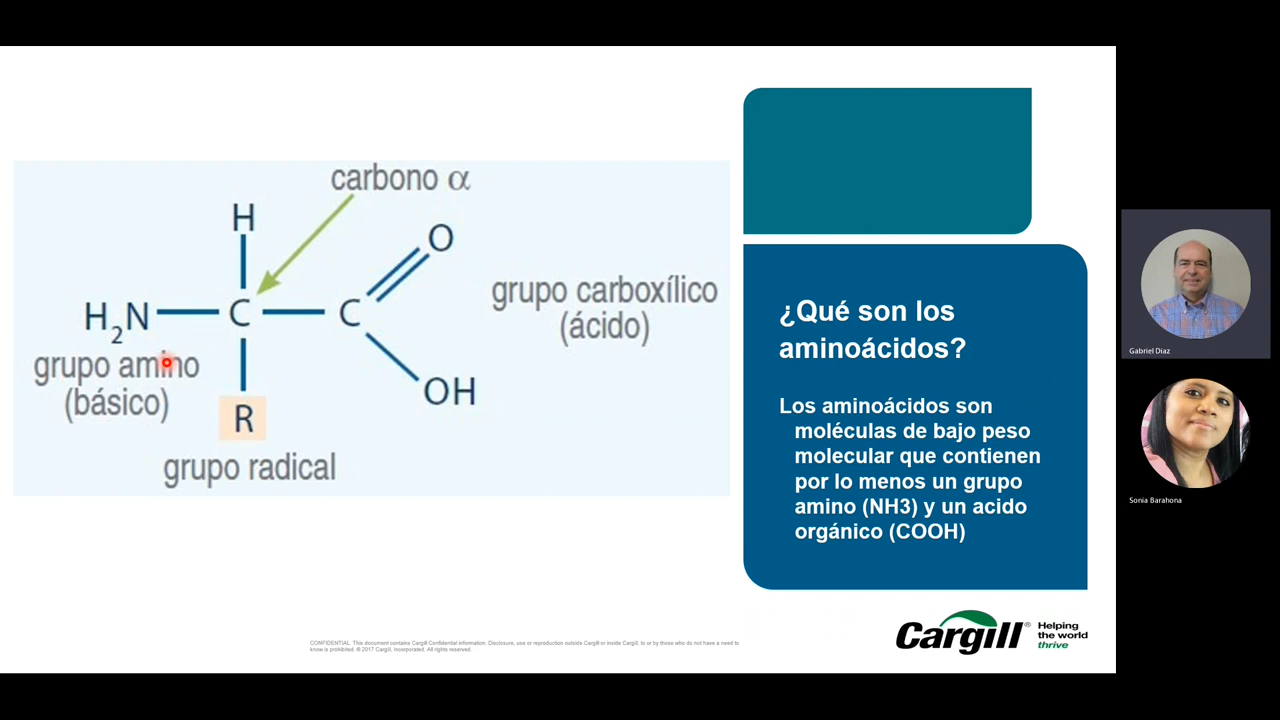 carbono α
H
O
H2N
C
C
grupo carboxílico
(ácido)
grupo amino
(básico)
OH
R
grupo radical
¿Qué son los
aminoácidos?
Los aminoácidos son
moléculas de bajo peso
molecular que contienen
por lo menos un grupo
amino (NH3) y un acido
orgánico (COOH)
Gabriel Diaz
Sonia Barahona
CONFIDENTIAL. This document contains Cargill Confidential information. Disclosure, use or reproduction outside Cargill or inside Cargill, to or by those who do not have a need to
know is prohibited. © 2017 Cargill, Incorporated. All rights reserved.
Cargill®
Helping
the world
thrive